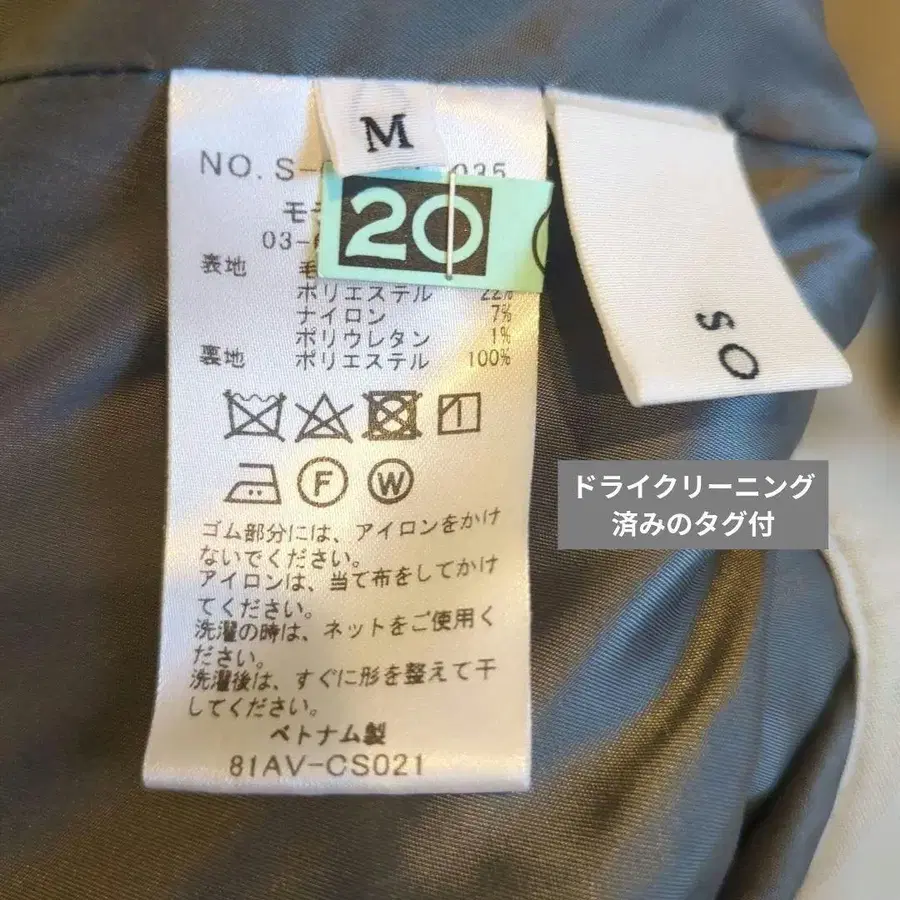 M
NO. S- 035
20
03-
表地 毛
ポリエステル 22%
ナイロン 7%
ポリウレタン 1%
裏地 ポリエステル 100%
F W
ゴム部分には、アイロンをかけ
ないでください。
アイロンは、当て布をしてかけ
てください。
洗濯の時は、ネットをご使用く
ださい。
洗濯後は、すぐに形を整えて干
してください。
ベトナム製
81AV-CS021
SO
ドライクリーニング
済みのタグ付